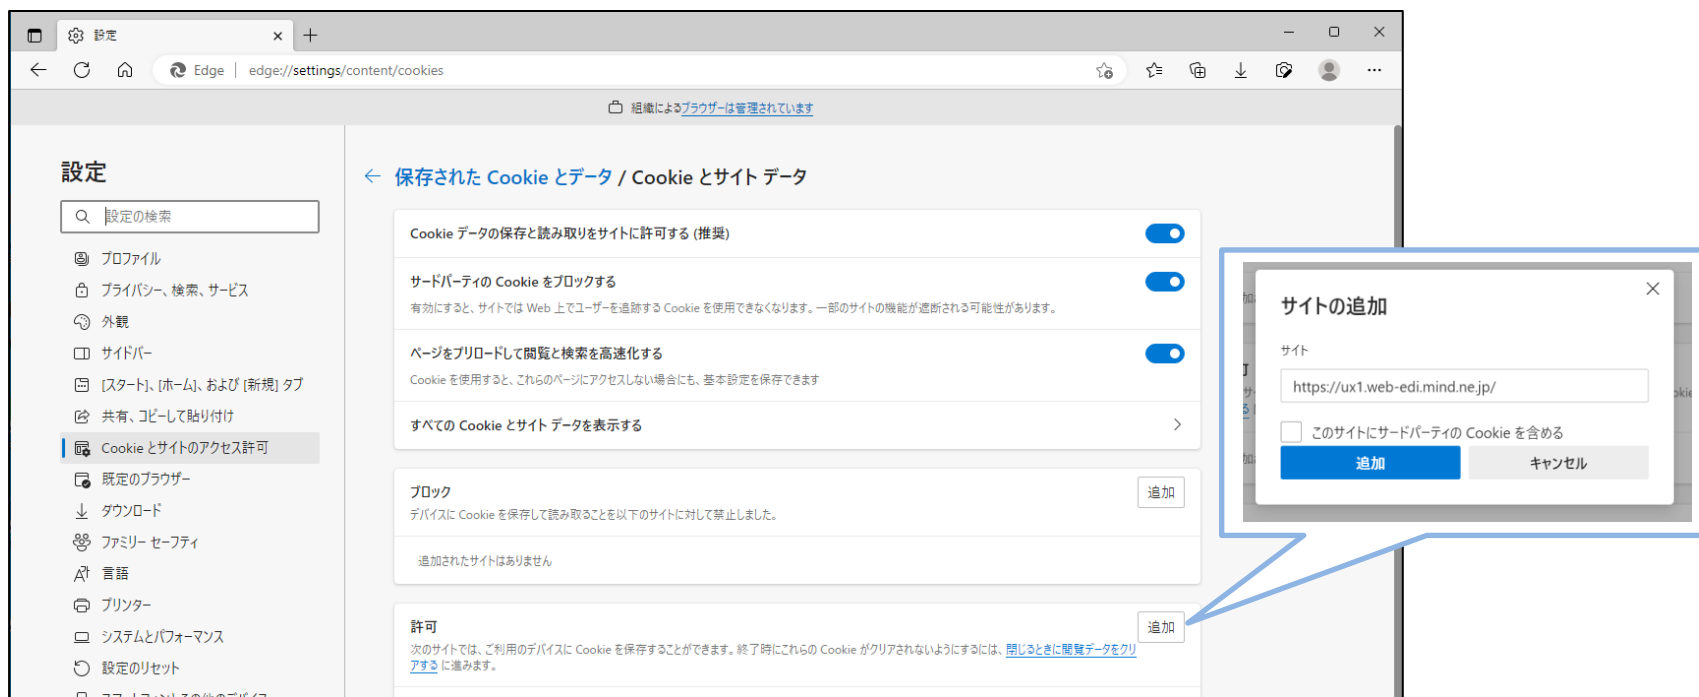 設定
Edge
edge://settings/content/cookies
組織によるブラウザーは管理されています
設定
設定の検索
プロファイル
プライバシー、検索、サービス
外観
サイドバー
[スタート]、[ホーム]、および [新規] タブ
共有、コピーして貼り付け
Cookie とサイトのアクセス許可
既定のブラウザー
ダウンロード
ファミリー セーフティ
言語
プリンター
システムとパフォーマンス
設定のリセット
スマートフォンとその他のデバイス
保存された Cookie とデータ / Cookie とサイト データ
Cookie データの保存と読み取りをサイトに許可する (推奨)
サードパーティの Cookie をブロックする
有効にすると、サイトでは Web 上でユーザーを追跡する Cookie を使用できなくなります。一部のサイトの機能が遮断される可能性があります。
ページをプリロードして閲覧と検索を高速化する
Cookie を使用すると、これらのページにアクセスしない場合にも、基本設定を保存できます
すべての Cookie とサイト データを表示する
ブロック
追加
デバイスに Cookie を保存して読み取ることを以下のサイトに対して禁止しました。
追加されたサイトはありません
許可
追加
次のサイトでは、ご利用のデバイスに Cookie を保存することができます。終了時にこれらの Cookie がクリアされないようにするには、閉じるときに閲覧データをクリ
アする に進みます。
サイトの追加
サイト
https://ux1.web-edi.mind.ne.jp/
このサイトにサードパーティの Cookie を含める
追加
キャンセル